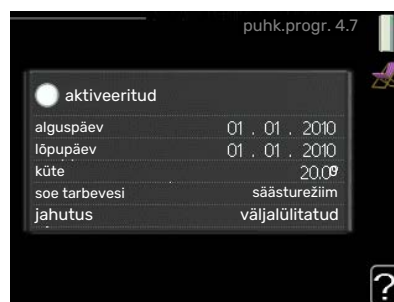 puhk.progr. 4.7
aktiveeritud
alguspäev 01 . 01 . 2010
lõpupäev 01 . 01 . 2010
küte 20.0°
soe tarbevesi säästurežiim
jahutus väljalülitatud
?